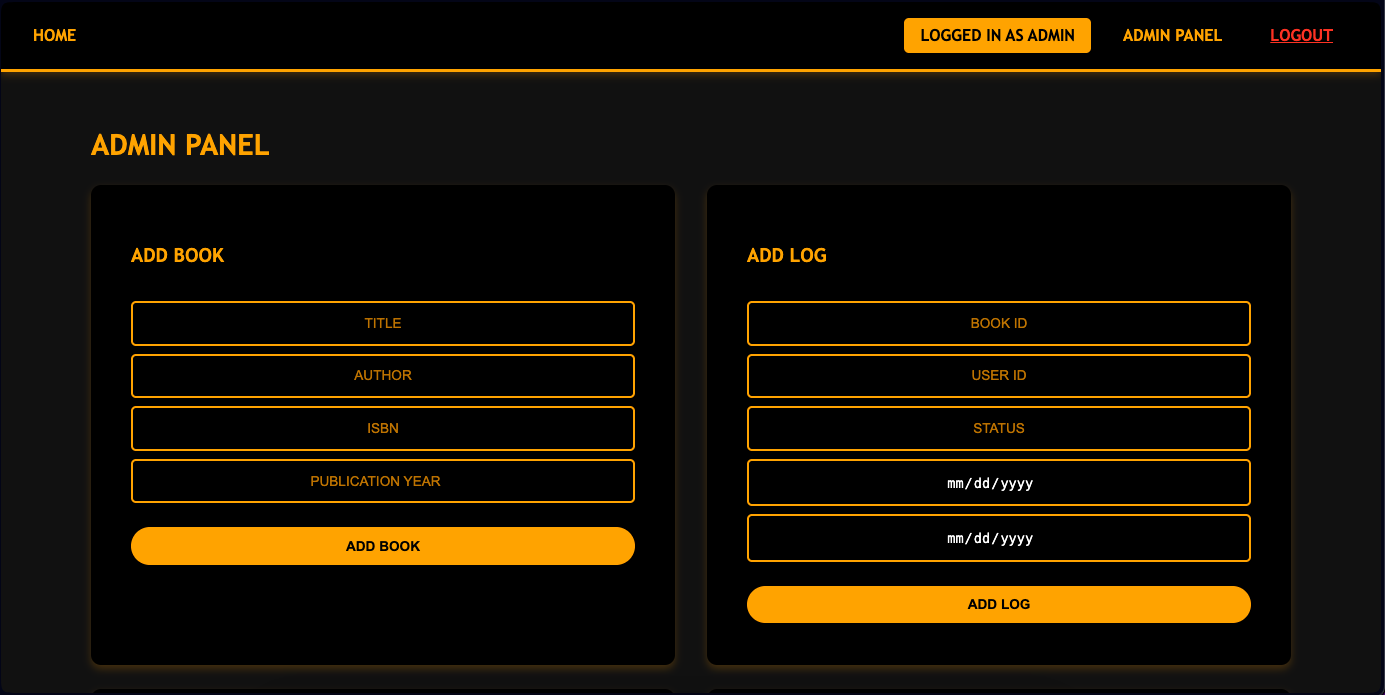 HOME
LOGGED IN AS ADMIN
ADMIN PANEL
LOGOUT
ADMIN PANEL
ADD BOOK
TITLE
AUTHOR
ISBN
PUBLICATION YEAR
ADD BOOK
ADD LOG
BOOK ID
USER ID
STATUS
mm/dd/yyyy
mm/dd/yyyy
ADD LOG